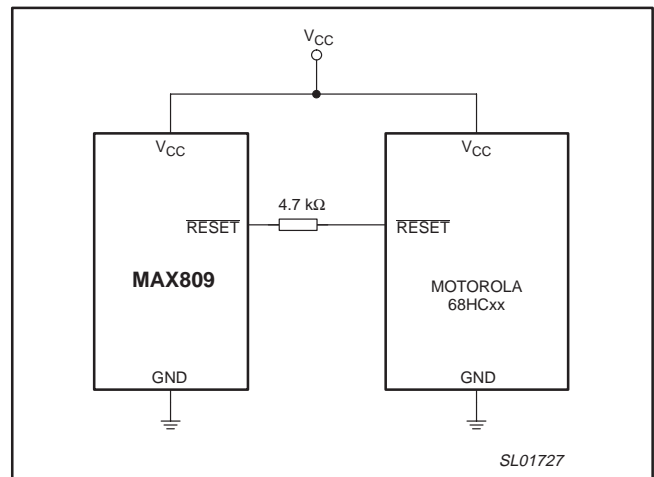 VCC
VCC
VCC
4.7 kΩ
RESET
RESET
MAX809
MOTOROLA
68HCxx
GND
GND
SL01727